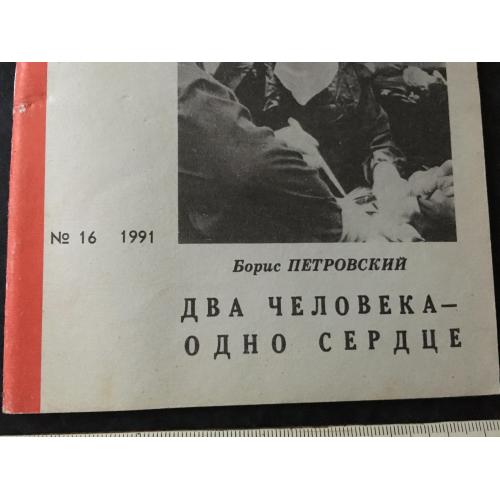 № 16 1991
Борис ПЕТРОВСКИЙ
ДВА ЧЕЛОВЕКА—
ОДНО СЕРДЦЕ